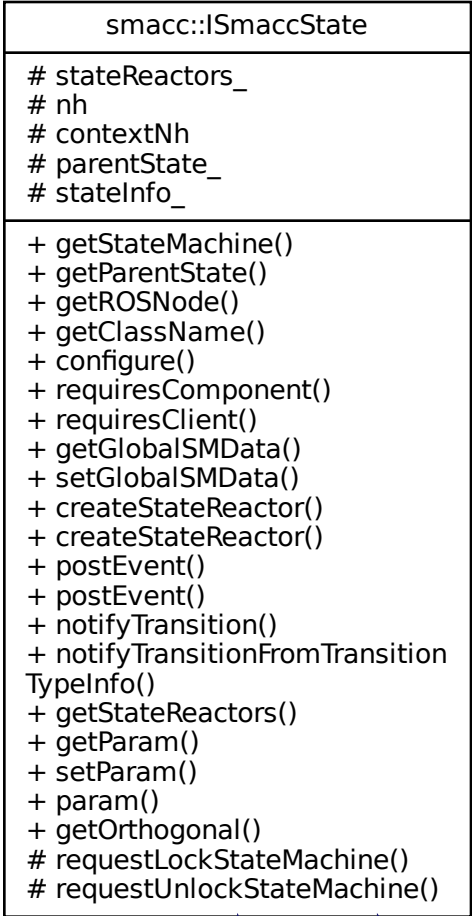 smacc::ISmaccState
# stateReactors_
# nh
# contextNh
# parentState_
# stateInfo_
+ getStateMachine()
+ getParentState()
+ getROSNode()
+ getClassName()
+ configure()
+ requiresComponent()
+ requiresClient()
+ getGlobalSMData()
+ setGlobalSMData()
+ createStateReactor()
+ createStateReactor()
+ postEvent()
+ postEvent()
+ notifyTransition()
+ notifyTransitionFromTransition
TypeInfo()
+ getStateReactors()
+ getParam()
+ setParam()
+ param()
+ getOrthogonal()
# requestLockStateMachine()
# requestUnlockStateMachine()